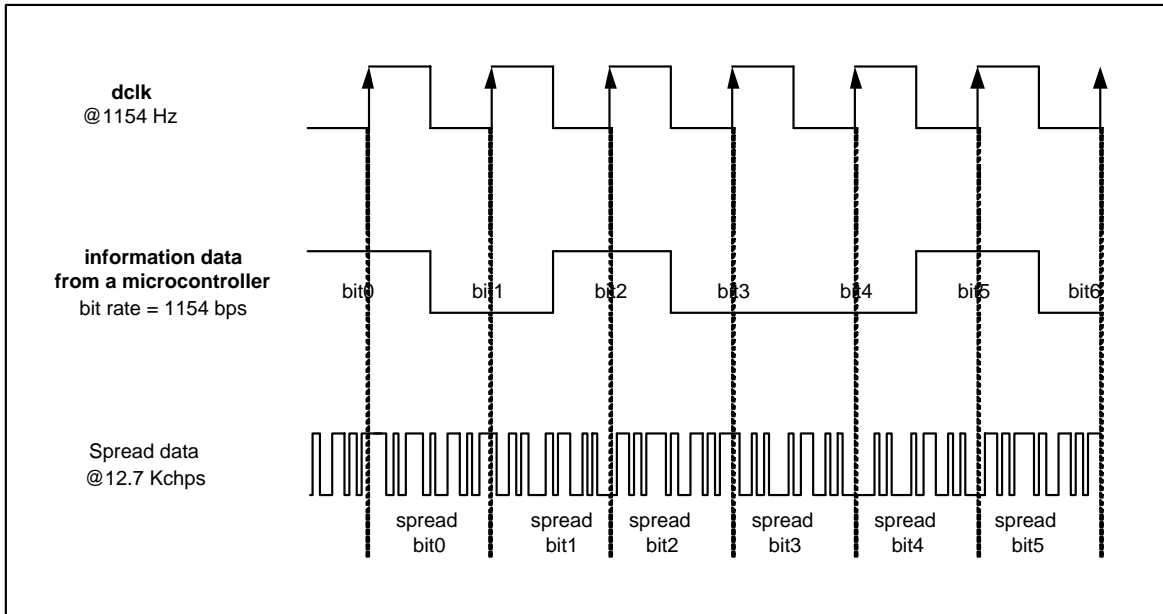 dclk
@1154 Hz
information data
from a microcontroller
bit rate = 1154 bps
bit0
bit1
bit2
bit3
bit4
bit5
bit6
Spread data
@12.7 Kchps
spread
bit0
spread
bit1
spread
bit2
spread
bit3
spread
bit4
spread
bit5